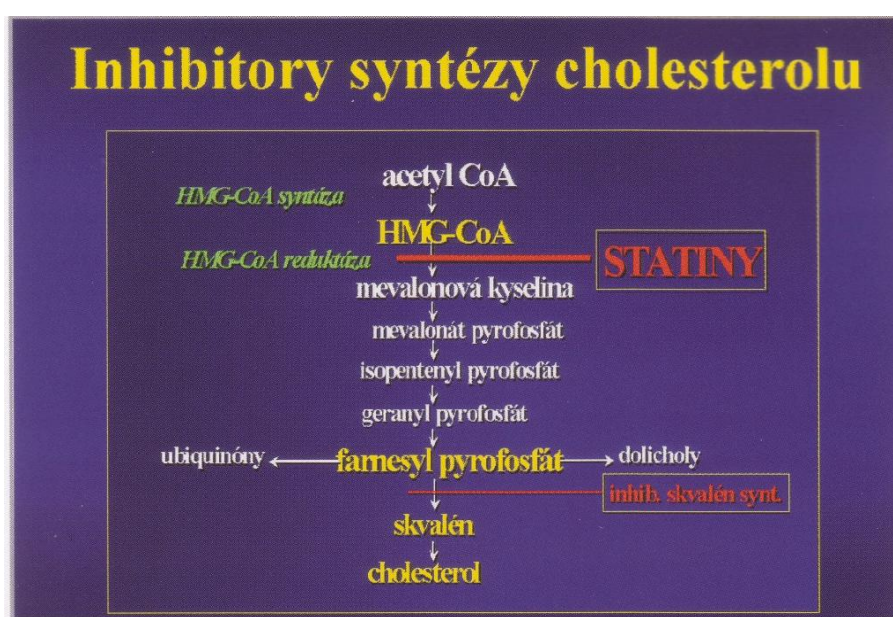 Inhibitory syntézy cholesterolu
acetyl CoA
HMG-CoA syntáza
HMG-CoA
HMG-CoA reduktáza
STATINY
mevalonová kyselina
mevalonát pyrofosfát
isopentenyl pyrofosfát
geranyl pyrofosfát
ubiquinóny
farnesyl pyrofosfát
dolicholy
inhib. skvalén synt.
skvalén
cholesterol